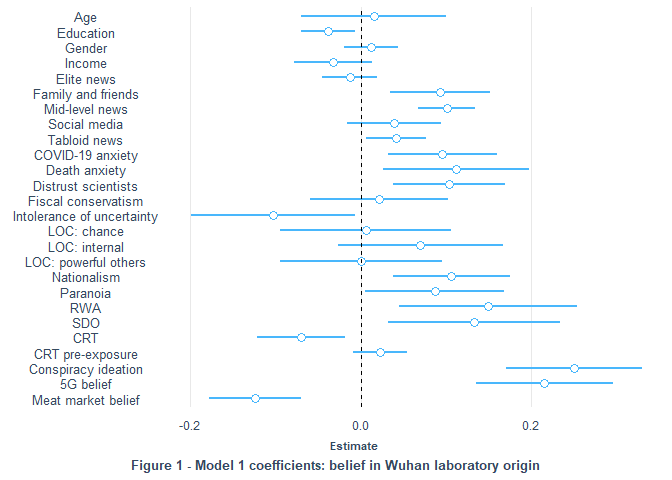 Age
Education
Gender
Income
Elite news
Family and friends
Mid-level news
Social media
Tabloid news
COVID-19 anxiety
Death anxiety
Distrust scientists
Fiscal conservatism
Intolerance of uncertainty
LOC: chance
LOC: internal
LOC: powerful others
Nationalism
Paranoia
RWA
SDO
CRT
CRT pre-exposure
Conspiracy ideation
5G belief
Meat market belief
-0.2 0.0 0.2
Estimate
Figure 1 - Model 1 coefficients: belief in Wuhan laboratory origin